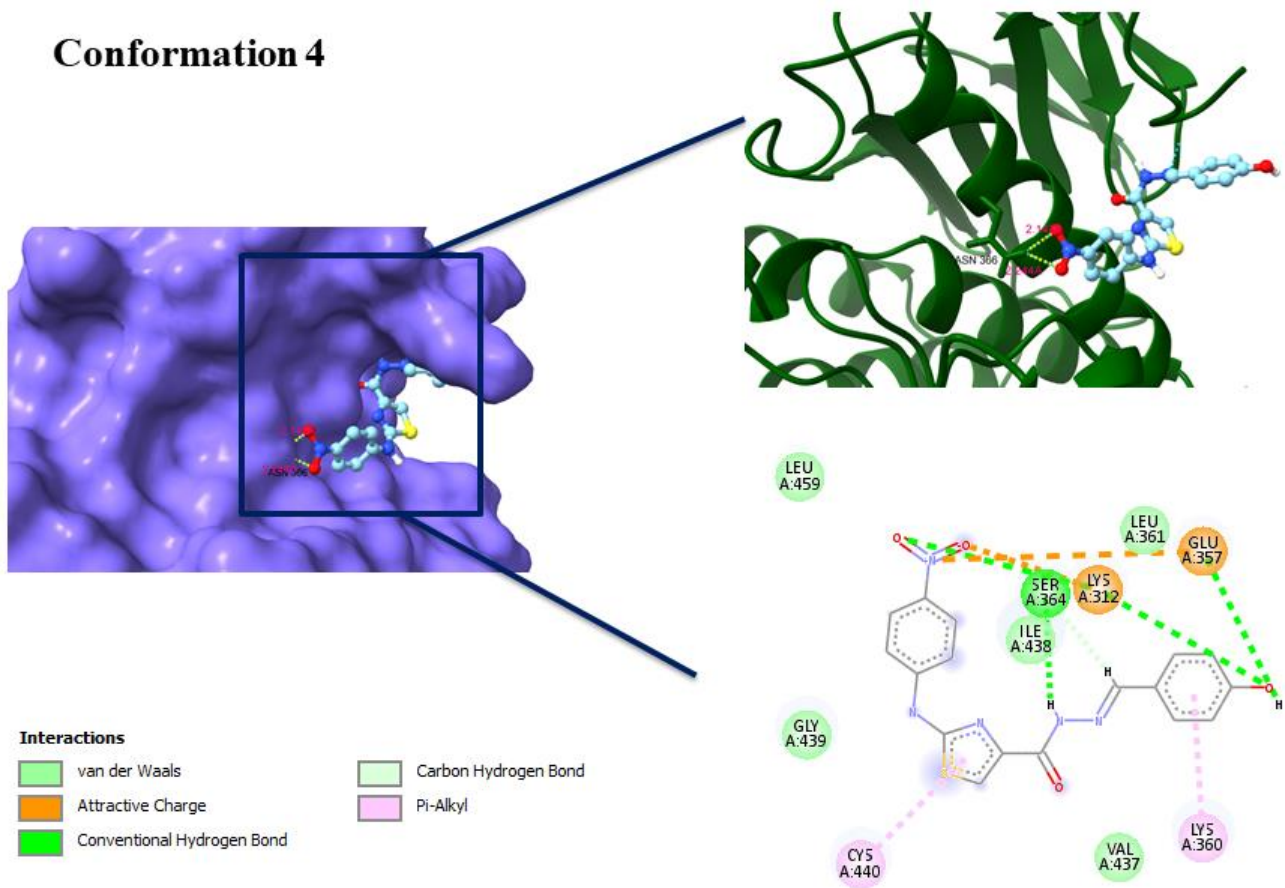 Conformation 4
ASN 366
ASN 366
LEU
A:459
LEU
A:361
GLU
A:357
SER
A:364
LYS
A:312
ILE
A:438
GLY
A:439
CYS
A:440
VAL
A:437
LYS
A:360
O
O
N
H
H
N
N
N
N
O
O
H
Interactions
van der Waals
Attractive Charge
Conventional Hydrogen Bond
Carbon Hydrogen Bond
Pi-Alkyl